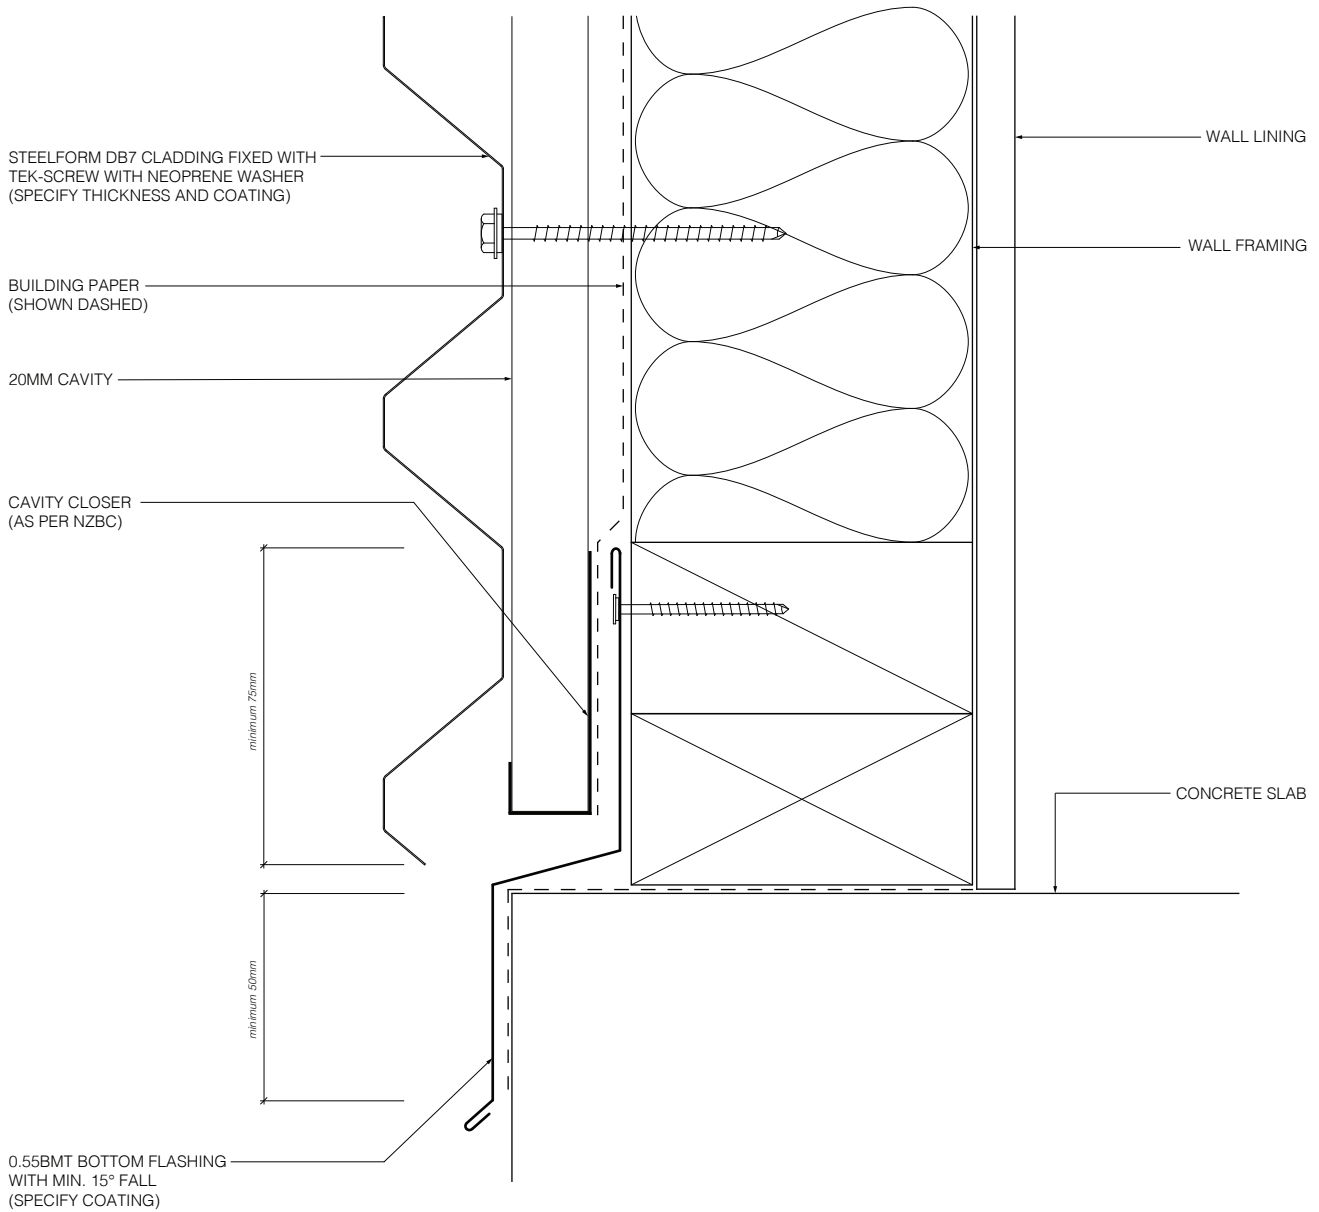 STEELFORM DB7 CLADDING FIXED WITH
TEK-SCREW WITH NEOPRENE WASHER
(SPECIFY THICKNESS AND COATING)
BUILDING PAPER
(SHOWN DASHED)
20MM CAVITY
CAVITY CLOSER
(AS PER NZBC)
minimum 75mm
minimum 50mm
0.55BMT BOTTOM FLASHING
WITH MIN. 15° FALL
(SPECIFY COATING)
WALL LINING
WALL FRAMING
CONCRETE SLAB